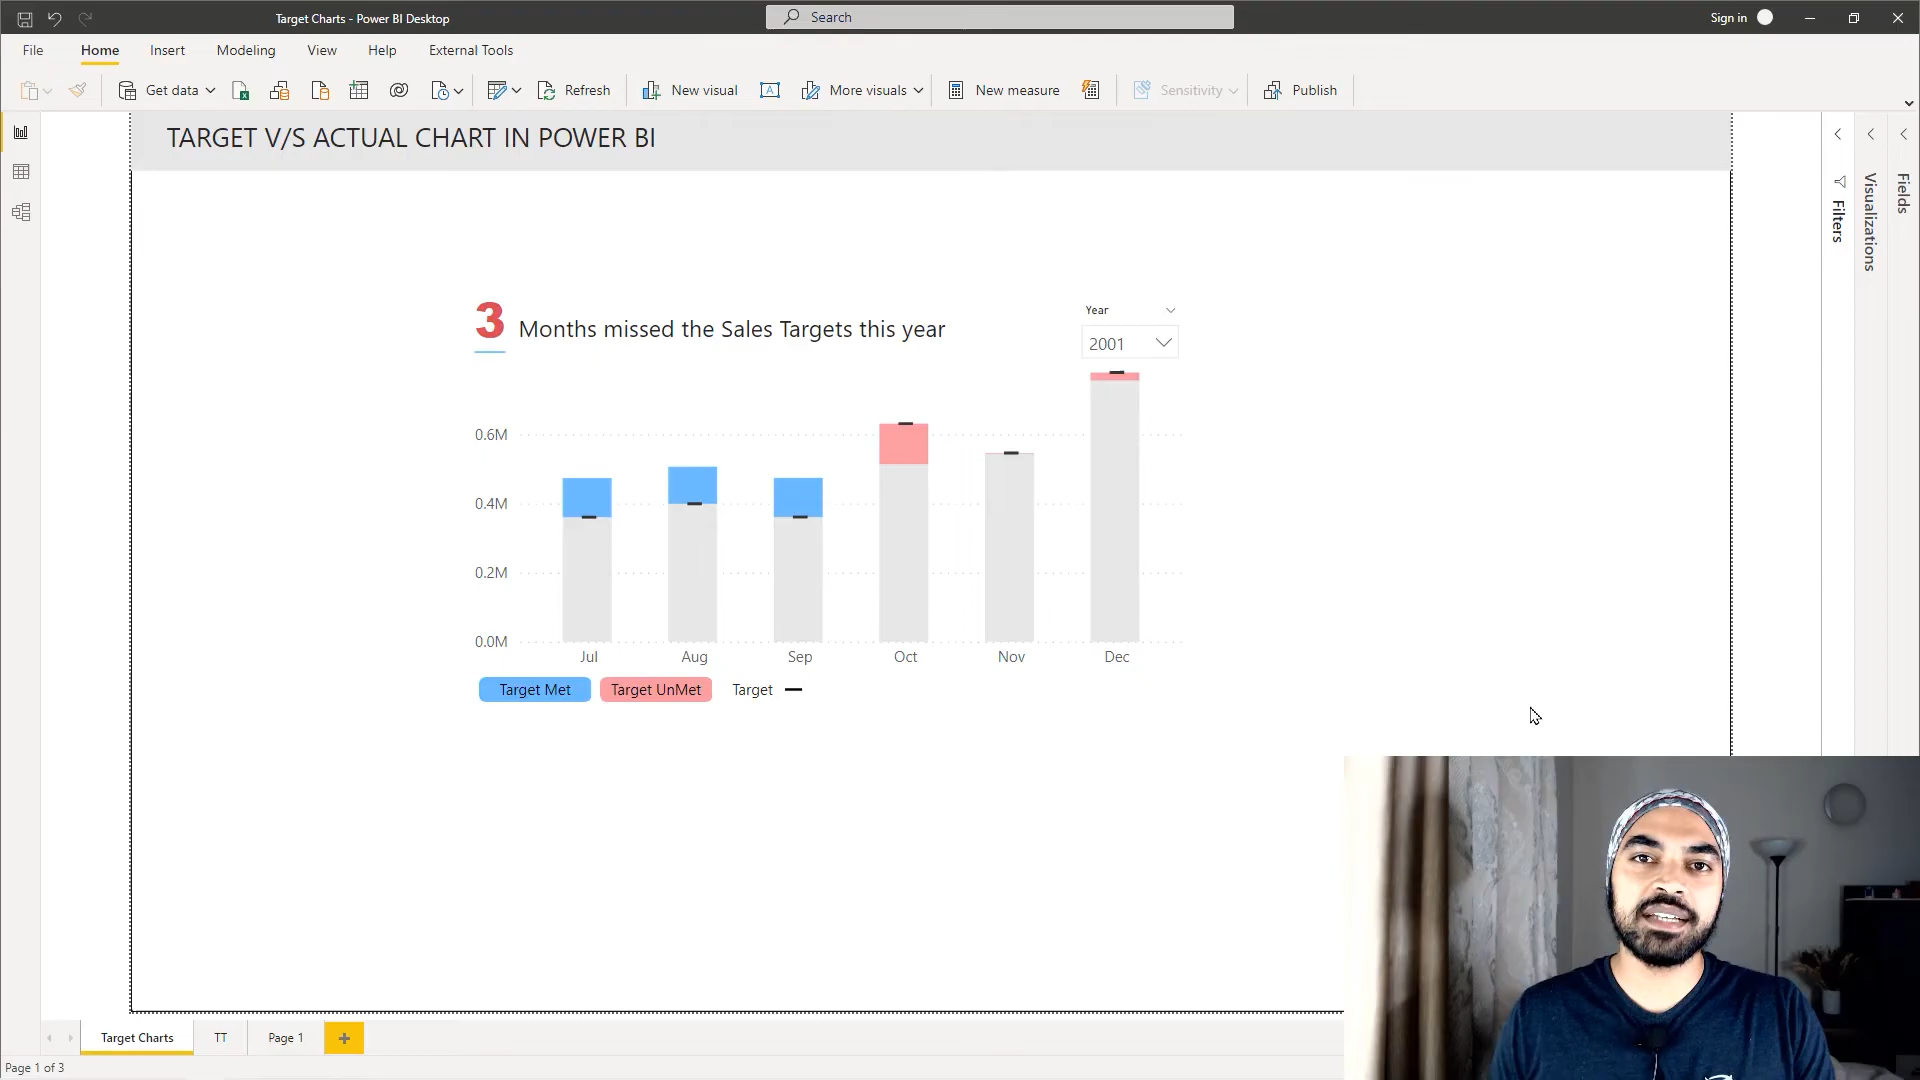 Target Charts - Power BI Desktop
Search
Sign in
File Home Insert Modeling View Help External Tools
Get data Refresh New visual More visuals New measure Sensitivity Publish
TARGET V/S ACTUAL CHART IN POWER BI
Filters
Visualizations
Fields
3 Months missed the Sales Targets this year
Year
2001
0.6M
0.4M
0.2M
0.0M
Jul Aug Sep Oct Nov Dec
Target Met Target UnMet Target
Target Charts TT Page 1
Page 1 of 3